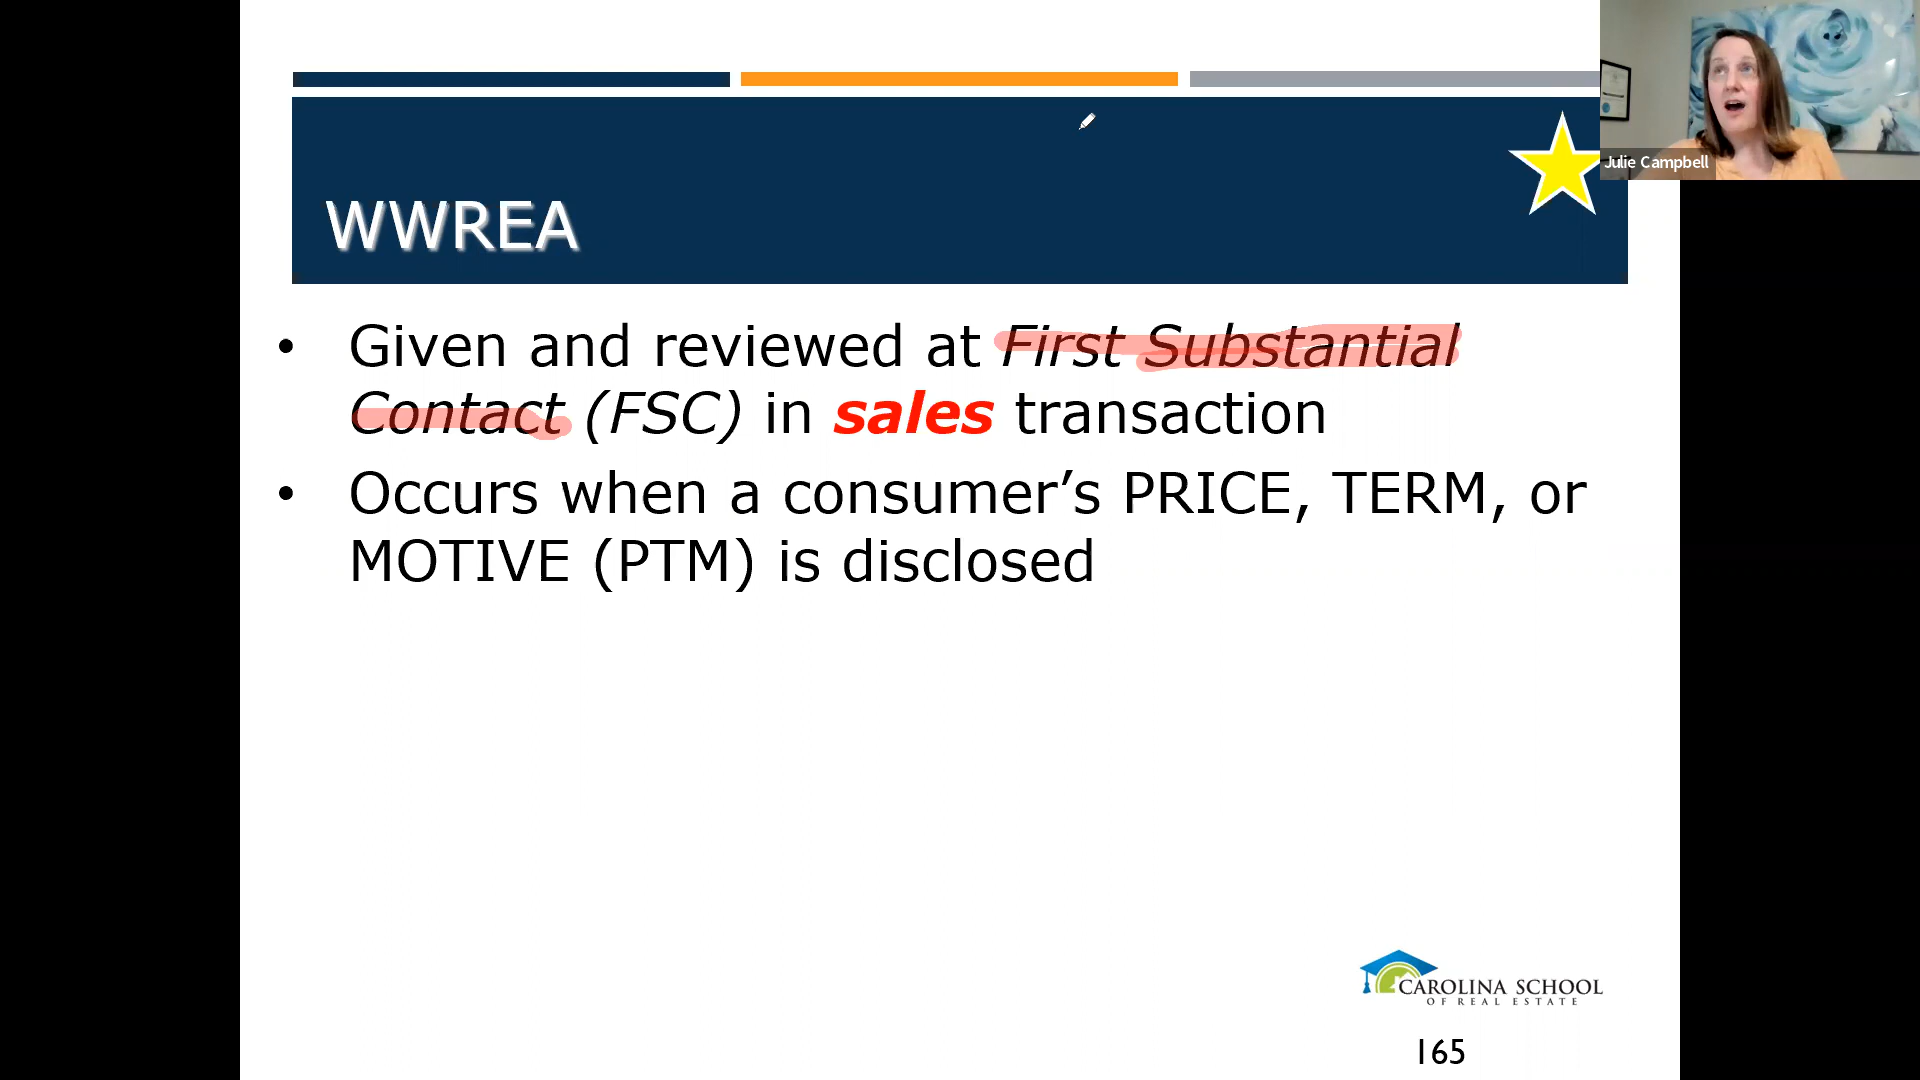 Julie Campbell
WWREA
• Given and reviewed at First Substantial
Contact (FSC) in sales transaction
• Occurs when a consumer’s PRICE, TERM, or
MOTIVE (PTM) is disclosed
CAROLINA SCHOOL
OF REAL ESTATE
165